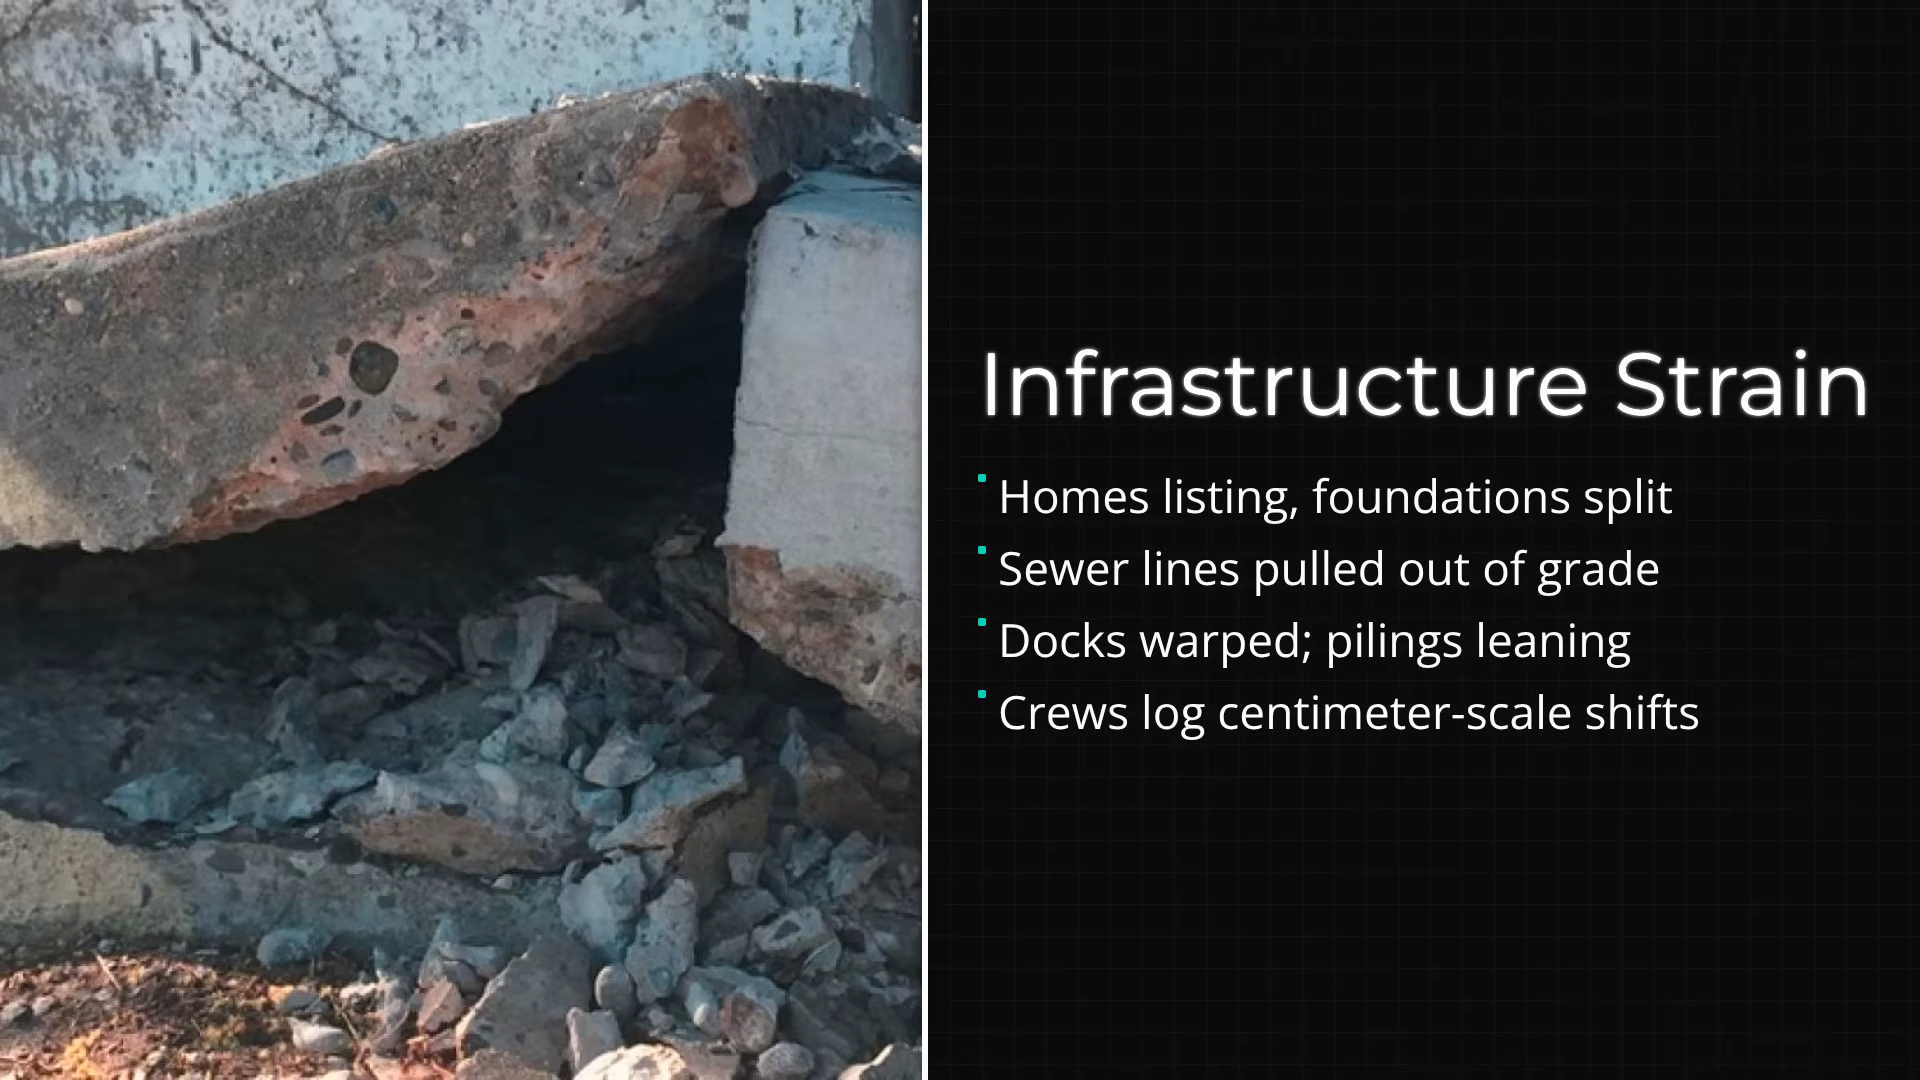 Infrastructure Strain
Homes listing, foundations split
Sewer lines pulled out of grade
Docks warped; pilings leaning
Crews log centimeter-scale shifts